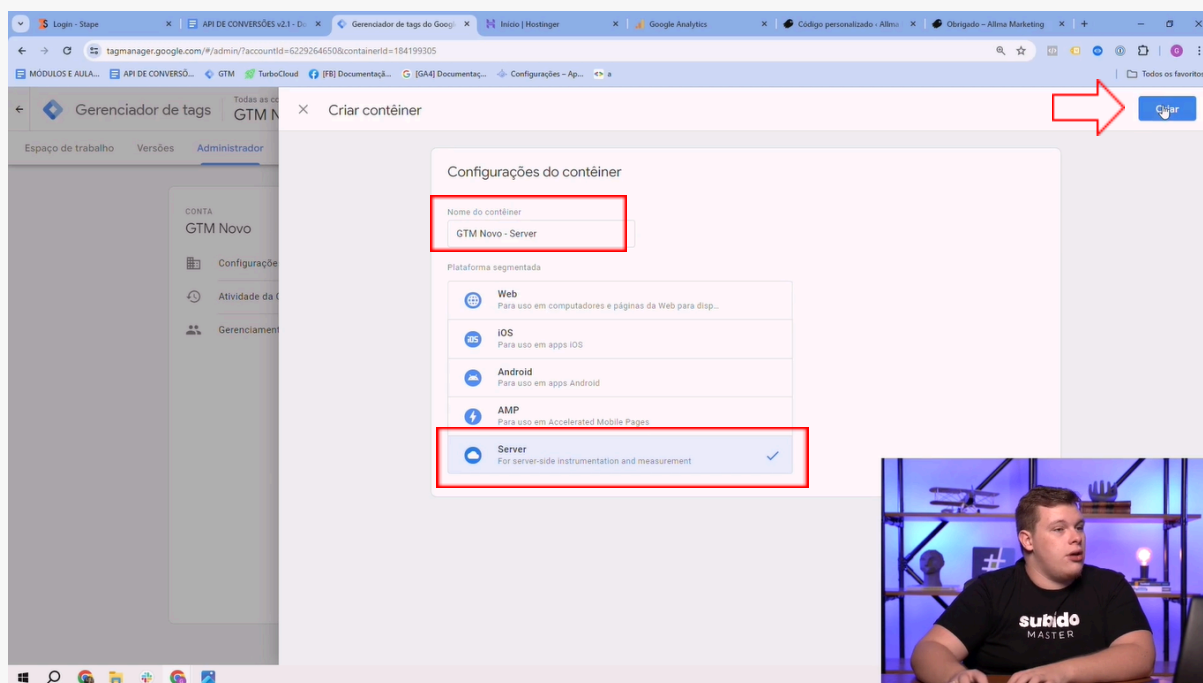 Login - Stape
API DE CONVERSÕES v2.1 - Do
Gerenciador de tags do Googl
Início | Hostinger
Google Analytics
Código personalizado ‹ Allma
Obrigado – Allma Marketing
tagmanager.google.com/#/admin/?accountId=6229264650&containerId=184199305
MÓDULOS E AULA...
API DE CONVERSÕ...
GTM
TurboCloud
[FB] Documentaçã...
[GA4] Documentaç...
Configurações – Ap...
a
Todos os favoritos
Gerenciador de tags
Todas as co
GTM N
Criar contêiner
Criar
Espaço de trabalho
Versões
Administrador
Configurações do contêiner
CONTA
GTM Novo
Nome do contêiner
GTM Novo - Server
Configuraçõe
Plataforma segmentada
Atividade da C
Web
Para uso em computadores e páginas da Web para disp...
Gerenciament
iOS
iOS
Para uso em apps iOS
Android
Para uso em apps Android
AMP
Para uso em Accelerated Mobile Pages
Server
For server-side instrumentation and measurement
#
subido
MASTER